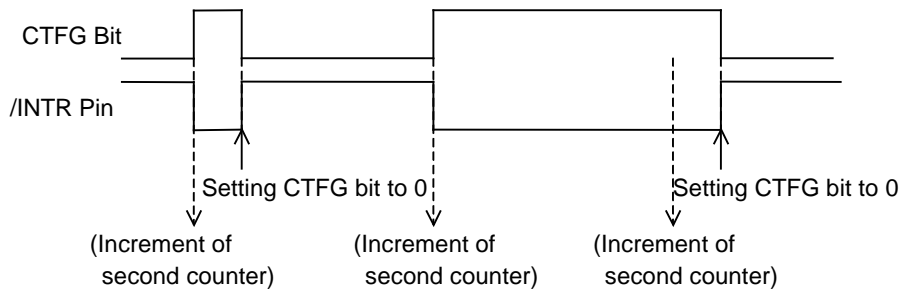 CTFG Bit
/INTR Pin
Setting CTFG bit to 0
Setting CTFG bit to 0
(Increment of
second counter)
(Increment of
second counter)
(Increment of
second counter)